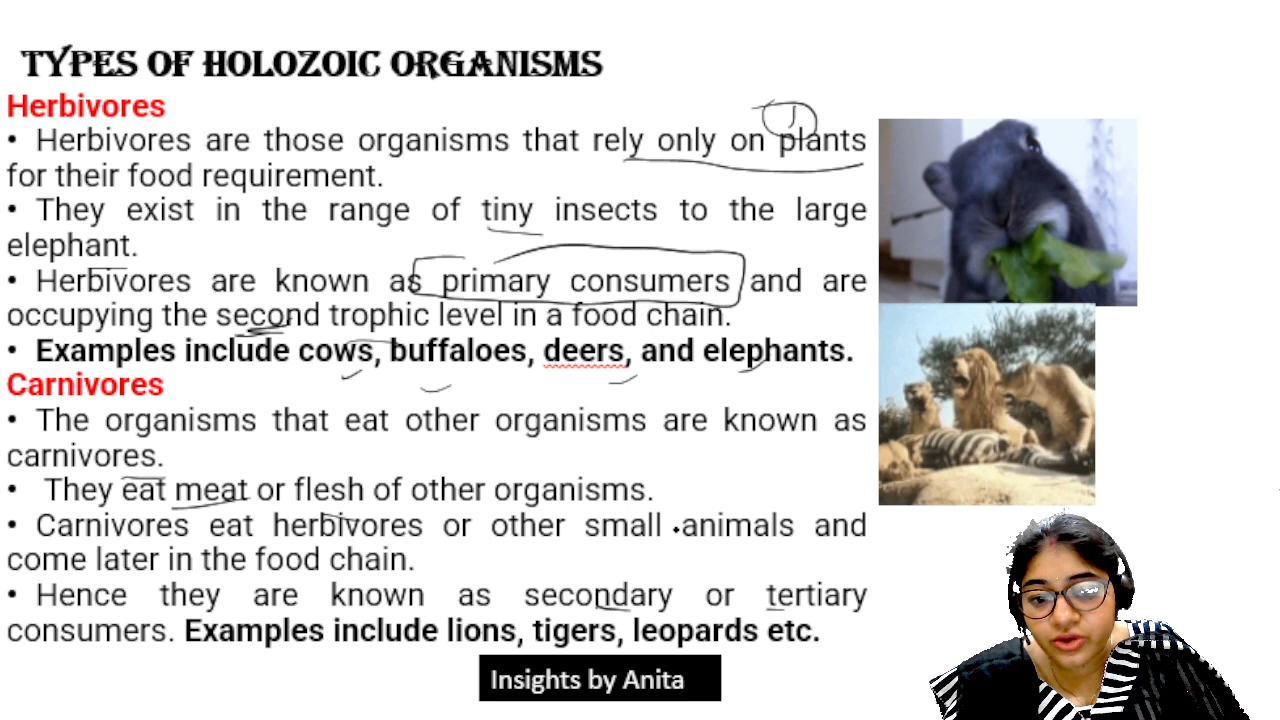 TYPES OF HOLOZOIC ORGANISMS
Herbivores
• Herbivores are those organisms that rely only on plants
for their food requirement.
• They exist in the range of tiny insects to the large
elephant.
• Herbivores are known as primary consumers and are
occupying the second trophic level in a food chain.
• Examples include cows, buffaloes, deers, and elephants.
Carnivores
• The organisms that eat other organisms are known as
carnivores.
• They eat meat or flesh of other organisms.
• Carnivores eat herbivores or other small animals and
come later in the food chain.
• Hence they are known as secondary or tertiary
consumers. Examples include lions, tigers, leopards etc.
Insights by Anita